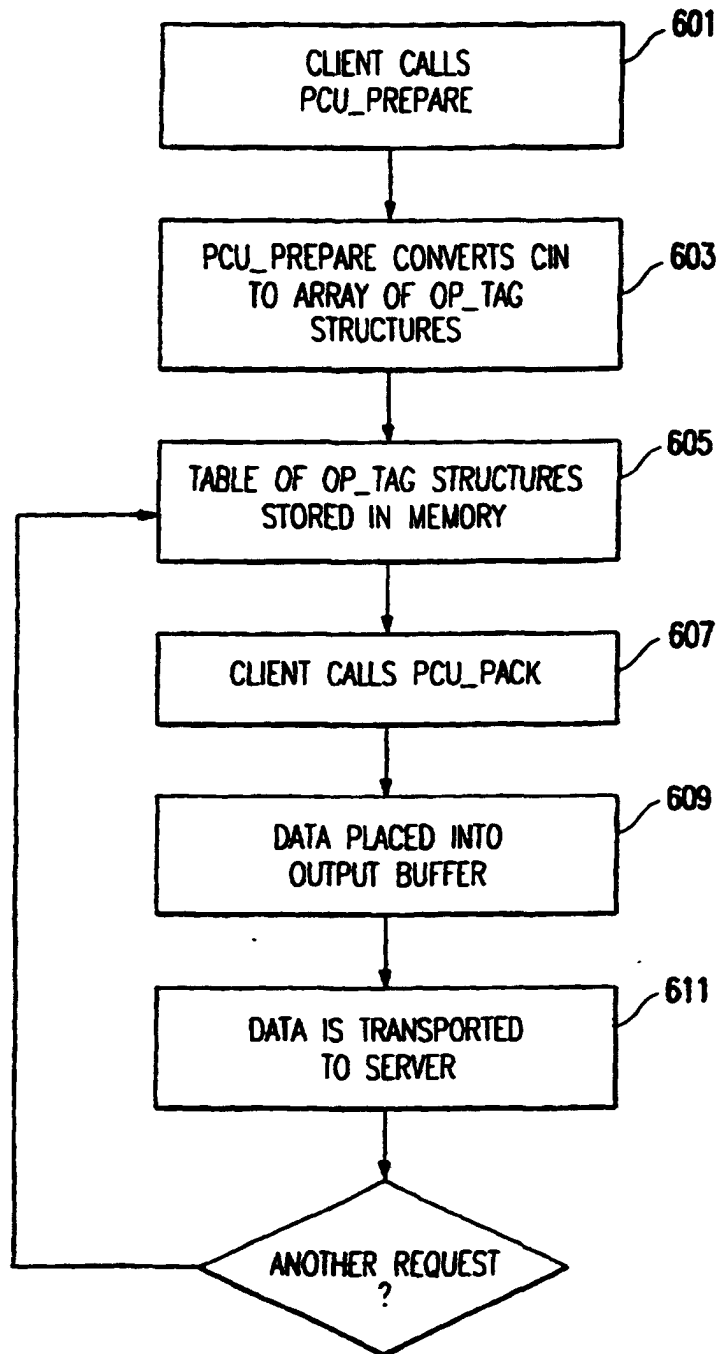 601
CLIENT CALLS
PCU_PREPARE
603
PCU_PREPARE CONVERTS CIN
TO ARRAY OF OP_TAG
STRUCTURES
605
TABLE OF OP_TAG STRUCTURES
STORED IN MEMORY
607
CLIENT CALLS PCU_PACK
609
DATA PLACED INTO
OUTPUT BUFFER
611
DATA IS TRANSPORTED
TO SERVER
ANOTHER REQUEST
?